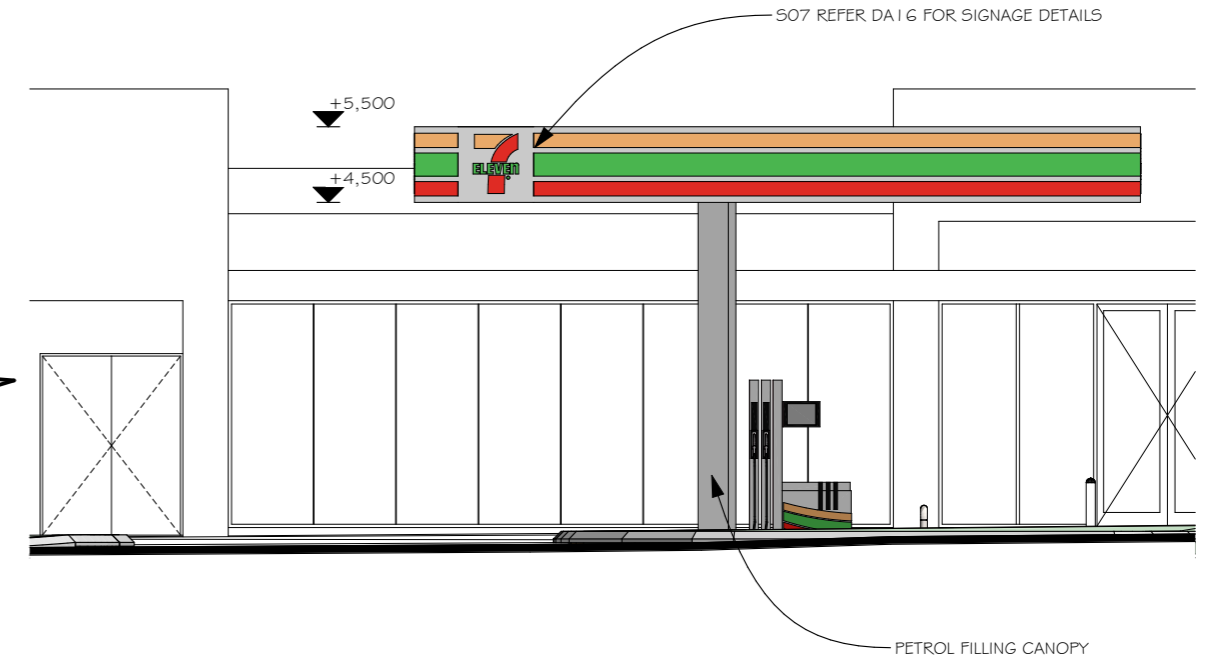 S07 REFER DA16 FOR SIGNAGE DETAILS
+5,500
ELEVEN
+4,500
PETROL FILLING CANOPY